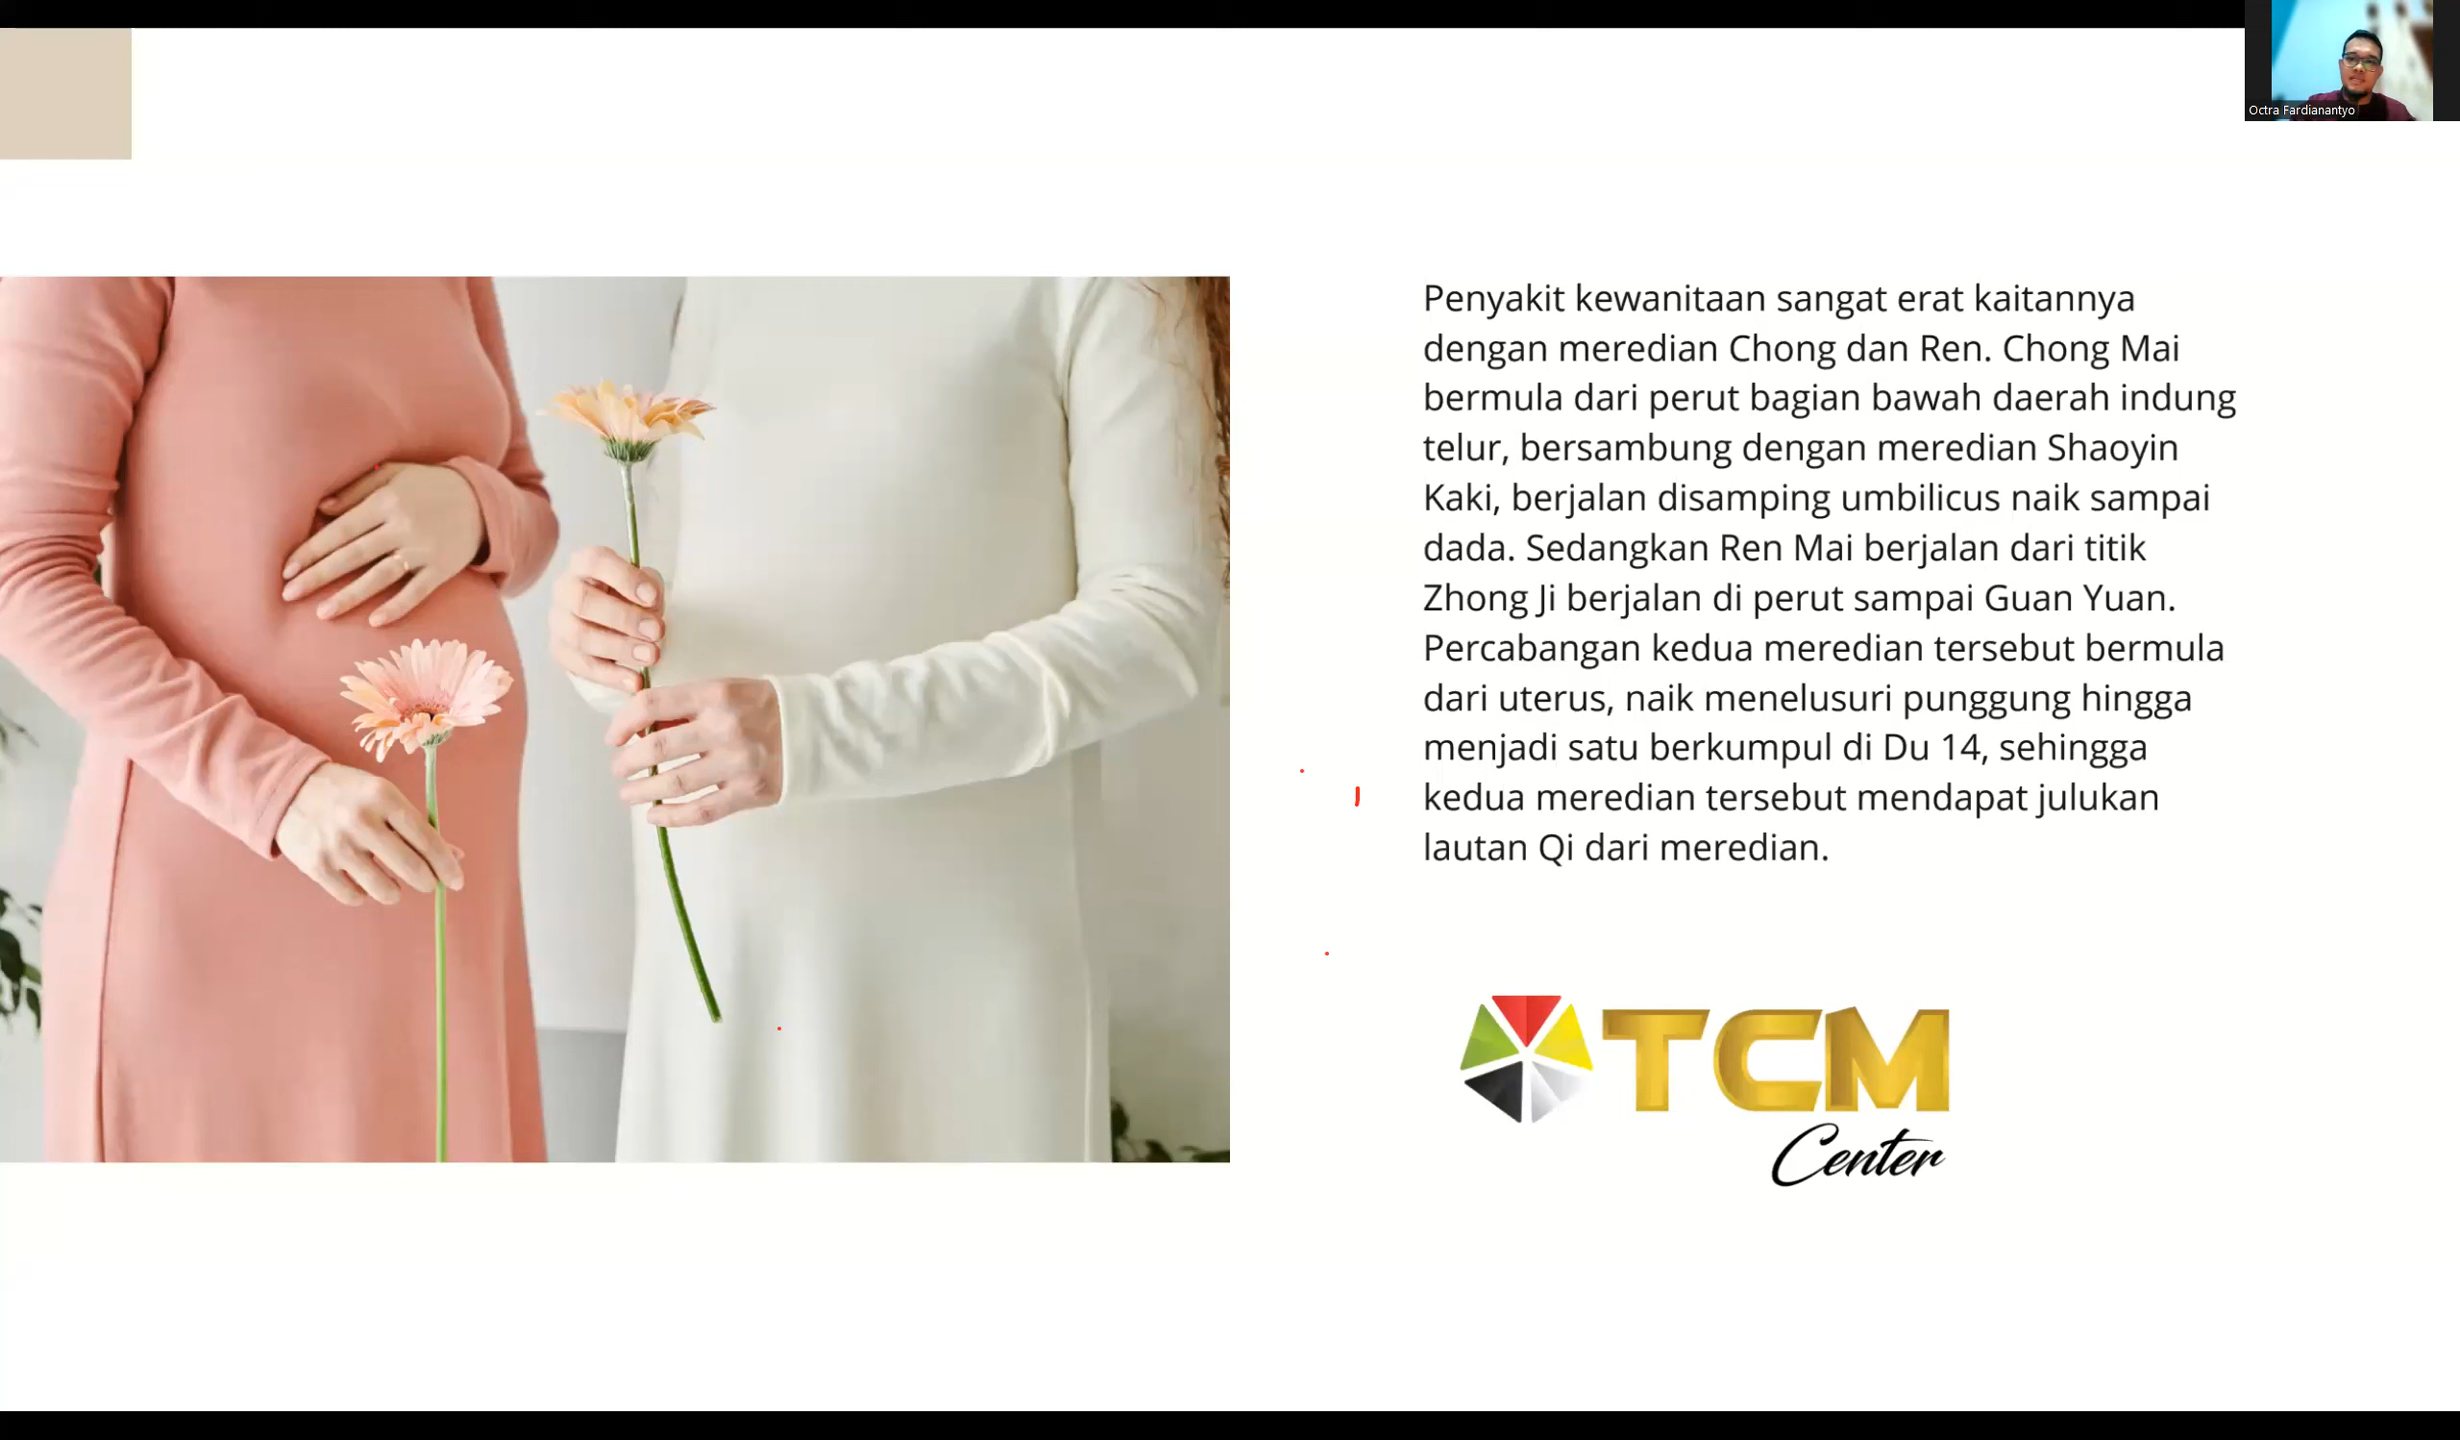 Octra Fardianantyo
Penyakit kewanitaan sangat erat kaitannya
dengan meredian Chong dan Ren. Chong Mai
bermula dari perut bagian bawah daerah indung
telur, bersambung dengan meredian Shaoyin
Kaki, berjalan disamping umbilicus naik sampai
dada. Sedangkan Ren Mai berjalan dari titik
Zhong Ji berjalan di perut sampai Guan Yuan.
Percabangan kedua meredian tersebut bermula
dari uterus, naik menelusuri punggung hingga
menjadi satu berkumpul di Du 14, sehingga
kedua meredian tersebut mendapat julukan
lautan Qi dari meredian.
TCM
Center